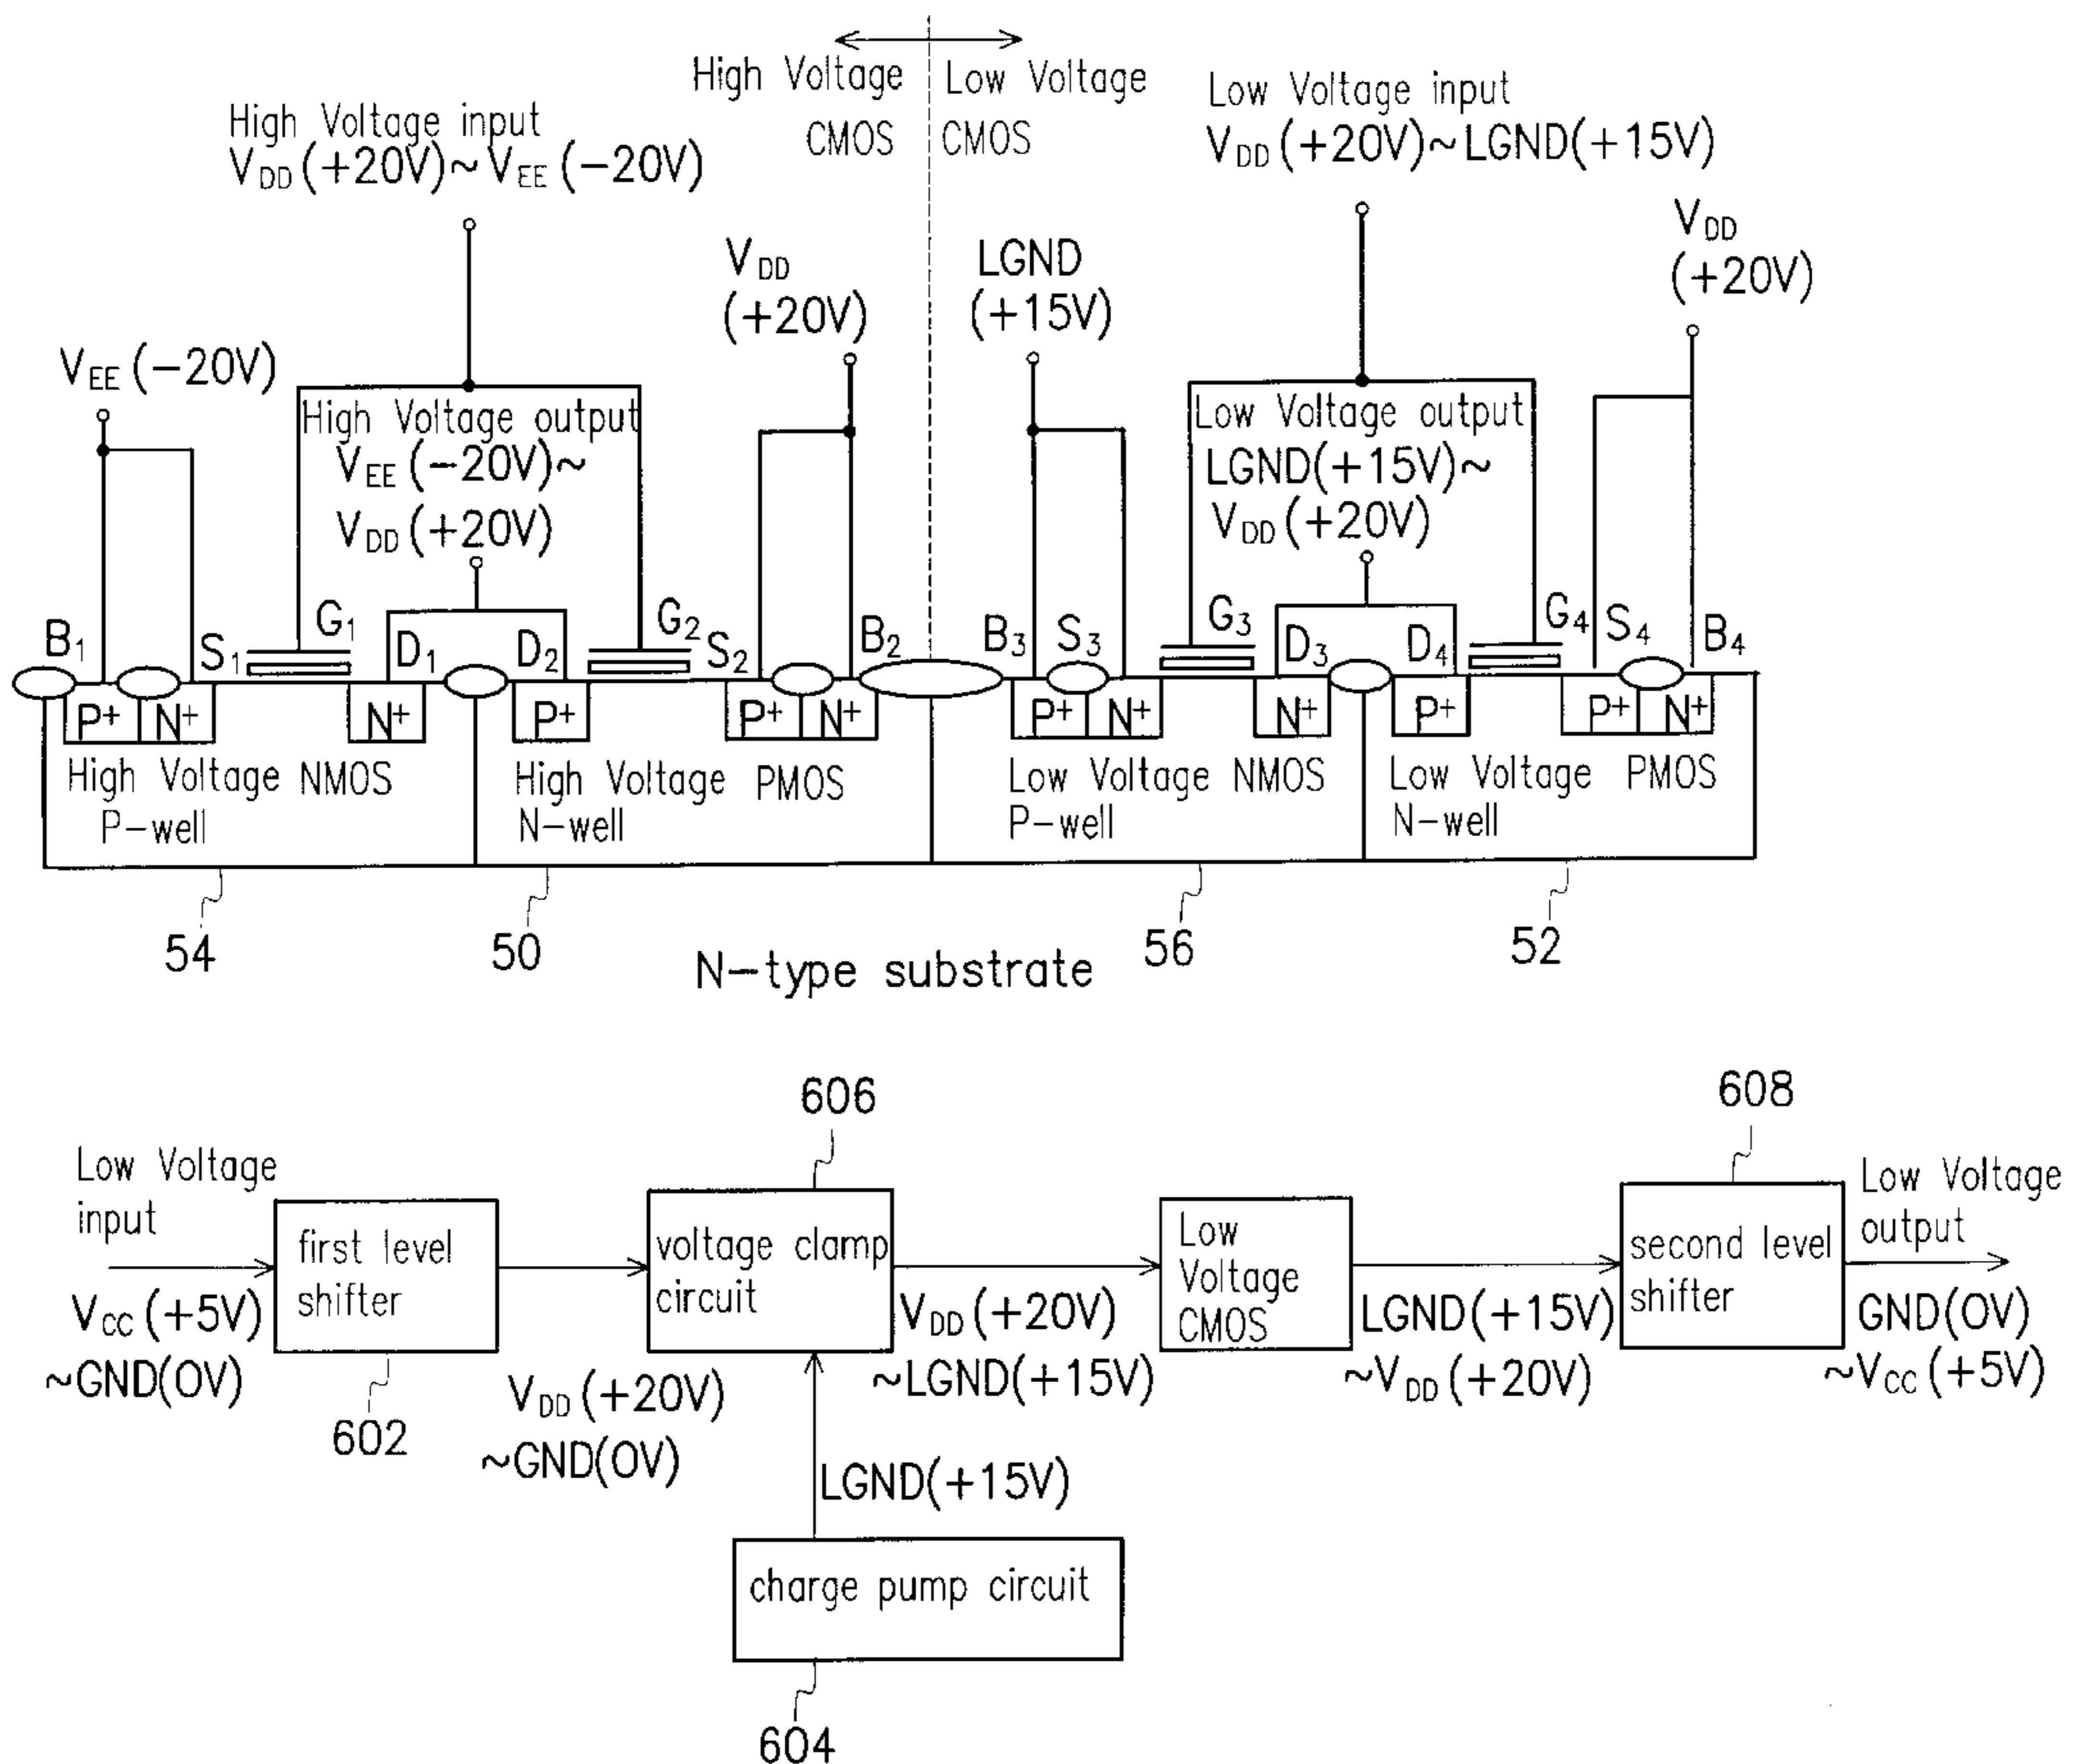 High Voltage CMOS
Low Voltage CMOS
High Voltage input
VDD (+20V)~VEE (-20V)
Low Voltage input
VDD (+20V)~LGND(+15V)
VEE (-20V)
VDD
(+20V)
LGND
(+15V)
VDD
(+20V)
High Voltage output
VEE (-20V)~
VDD (+20V)
Low Voltage output
LGND(+15V)~
VDD (+20V)
B1
S1
G1
D1
D2
G2
S2
B2
B3
S3
G3
D3
D4
G4
S4
B4
P+
N+
N+
P+
P+
N+
P+
N+
N+
P+
P+
N+
High Voltage NMOS
P-well
High Voltage PMOS
N-well
Low Voltage NMOS
P-well
Low Voltage PMOS
N-well
54
50
56
52
N-type substrate
606
608
Low Voltage
input
VCC (+5V)
~GND(0V)
first level
shifter
602
VDD (+20V)
~GND(0V)
voltage clamp
circuit
VDD (+20V)
~LGND(+15V)
Low
Voltage
CMOS
LGND(+15V)
~VDD (+20V)
second level
shifter
Low Voltage
output
GND(0V)
~VCC (+5V)
LGND(+15V)
charge pump circuit
604